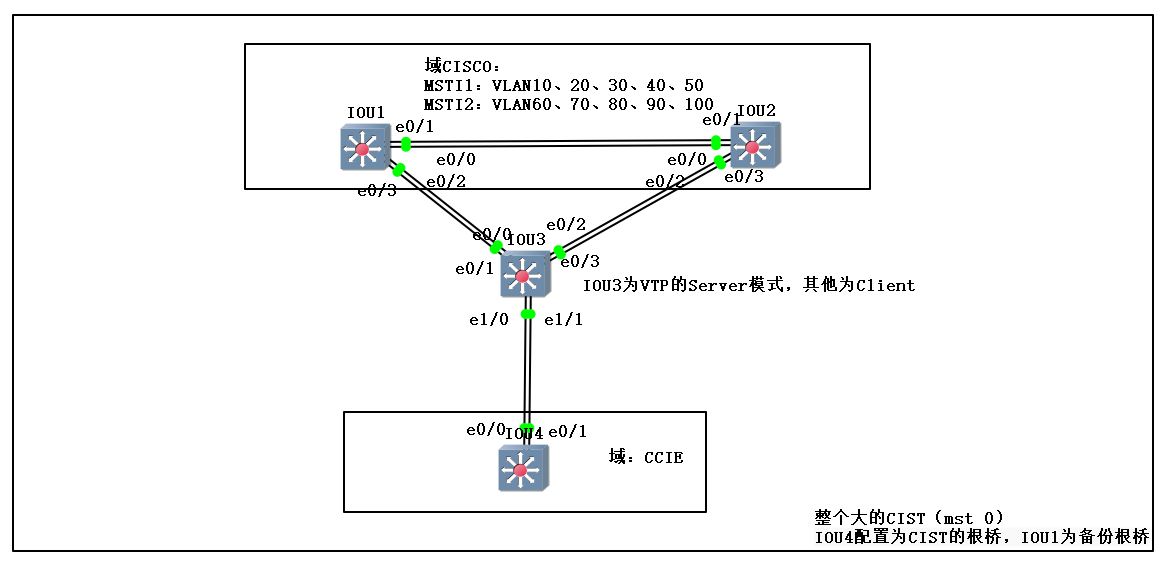 域CISCO：
MSTI1：VLAN10、20、30、40、50
MSTI2：VLAN60、70、80、90、100
IOU1
IOU2
e0/1
e0/1
e0/0
e0/0
e0/3
e0/2
e0/2
e0/3
e0/0
IOU3
e0/2
e0/1
e0/3
IOU3为VTP的Server模式，其他为Client
e1/0
e1/1
e0/0
IOU4
e0/1
域：CCIE
整个大的CIST（mst 0）
IOU4配置为CIST的根桥，IOU1为备份根桥